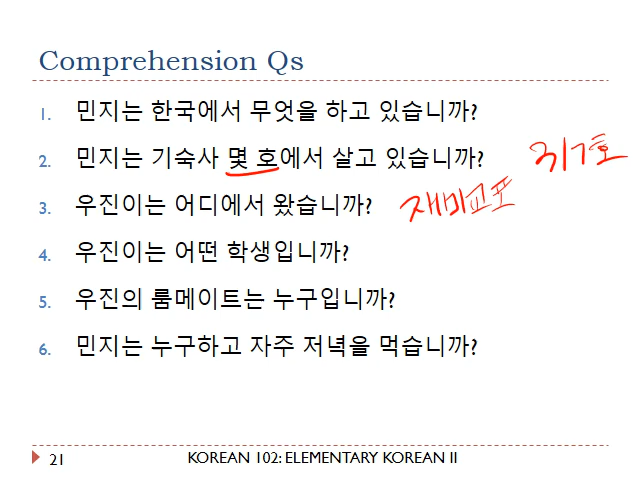 Comprehension Qs
1. 민지는 한국에서 무엇을 하고 있습니까?
2. 민지는 기숙사 몇 호에서 살고 있습니까? 317호
3. 우진이는 어디에서 왔습니까? 재미교포
4. 우진이는 어떤 학생입니까?
5. 우진의 룸메이트는 누구입니까?
6. 민지는 누구하고 자주 저녁을 먹습니까?
21 KOREAN 102: ELEMENTARY KOREAN II